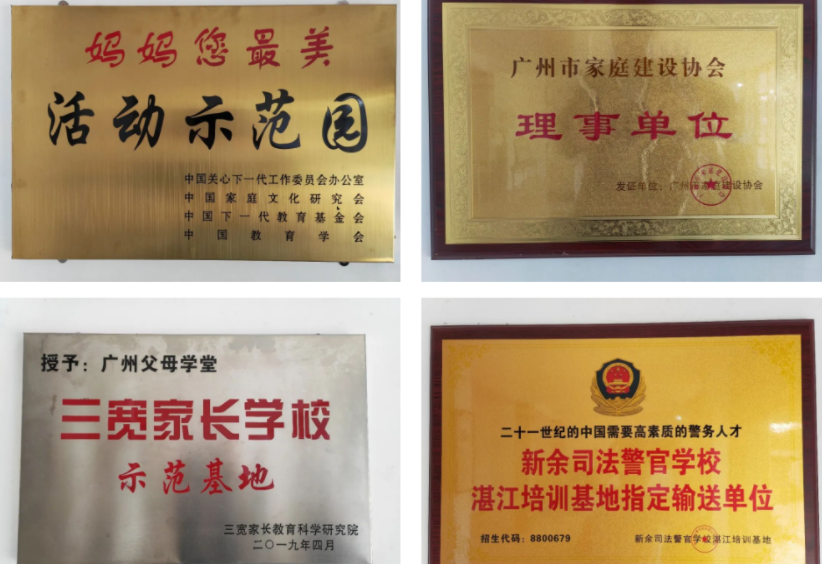 妈妈您最美
活动示范园
中国关心下一代工作委员会办公室
中国家庭文化研究会
中国下一代教育基金会
中国教育学会
广州市家庭建设协会
理事单位
发证单位：广州市家庭建设协会
授予：广州父母学堂
三宽家长学校
示范基地
三宽家长教育科学研究院
二〇一九年四月
二十一世纪的中国需要高素质的警务人才
新余司法警官学校
湛江培训基地指定输送单位
招生代码：8800679
新余司法警官学校湛江培训基地